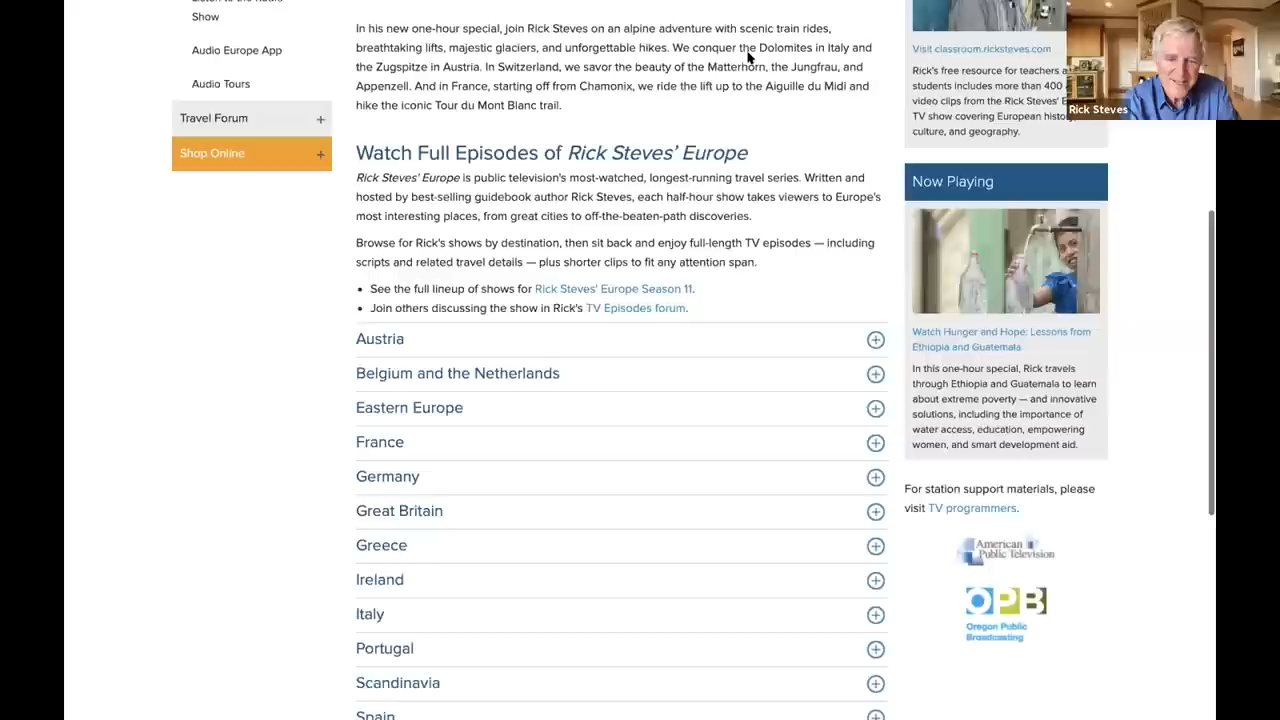 Listen to the Radio
Show
Audio Europe App
Audio Tours
Travel Forum
Shop Online
In his new one-hour special, join Rick Steves on an alpine adventure with scenic train rides,
breathtaking lifts, majestic glaciers, and unforgettable hikes. We conquer the Dolomites in Italy and
the Zugspitze in Austria. In Switzerland, we savor the beauty of the Matterhorn, the Jungfrau, and
Appenzell. And in France, starting off from Chamonix, we ride the lift up to the Aiguille du Midi and
hike the iconic Tour du Mont Blanc trail.
Watch Full Episodes of Rick Steves’ Europe
Rick Steves’ Europe is public television's most-watched, longest-running travel series. Written and
hosted by best-selling guidebook author Rick Steves, each half-hour show takes viewers to Europe's
most interesting places, from great cities to off-the-beaten-path discoveries.
Browse for Rick's shows by destination, then sit back and enjoy full-length TV episodes — including
scripts and related travel details — plus shorter clips to fit any attention span.
• See the full lineup of shows for Rick Steves' Europe Season 11.
• Join others discussing the show in Rick's TV Episodes forum.
Austria
Belgium and the Netherlands
Eastern Europe
France
Germany
Great Britain
Greece
Ireland
Italy
Portugal
Scandinavia
Spain
Visit classroom.ricksteves.com
Rick's free resource for teachers a
students includes more than 400
video clips from the Rick Steves' E
TV show covering European histo
culture, and geography.
Rick Steves
Now Playing
Watch Hunger and Hope: Lessons from
Ethiopia and Guatemala
In this one-hour special, Rick travels
through Ethiopia and Guatemala to learn
about extreme poverty — and innovative
solutions, including the importance of
water access, education, empowering
women, and smart development aid.
For station support materials, please
visit TV programmers.
American
Public Television
OPB
Oregon Public
Broadcasting